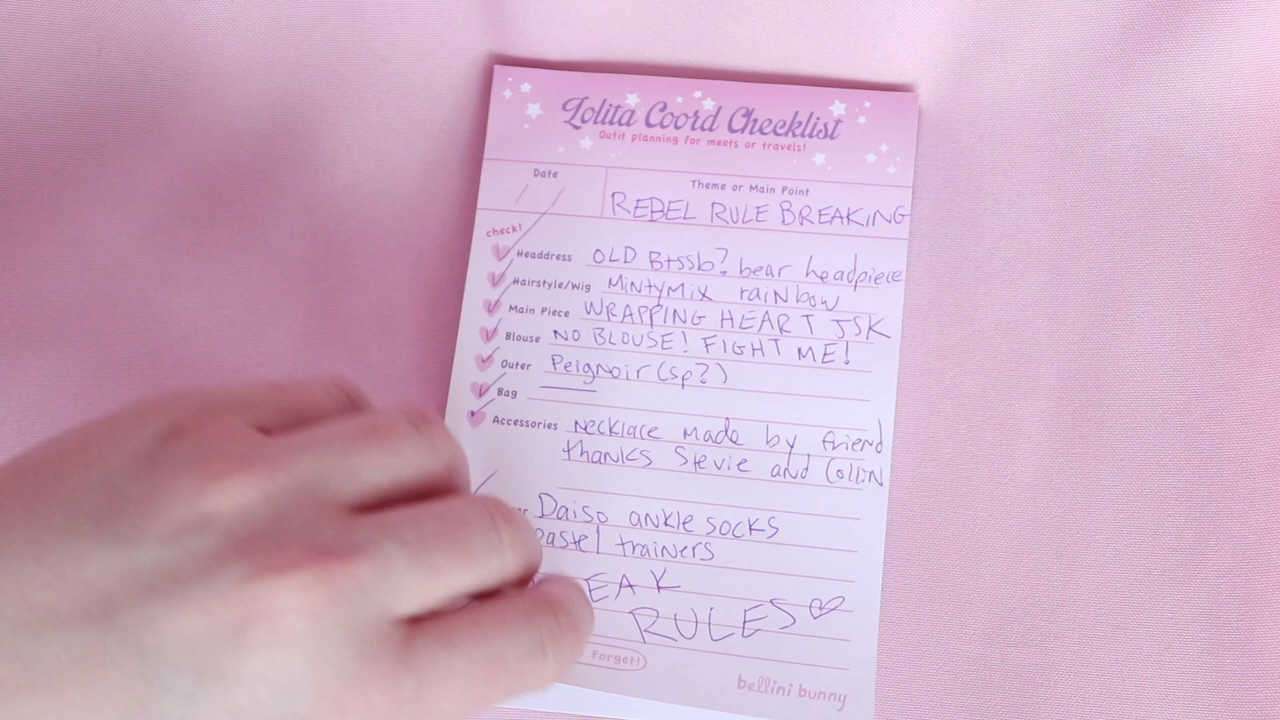 Lolita Coord Checklist
Outit planning for meets or travels!
Date
Theme or Main Point
/ /
REBEL RULE BREAKING
check!
Headdress OLD Btssb? bear headpiece
Hairstyle/Wig MiNtyMix raiNbow
Main Piece WRAPPING HEART JSK
Blouse NO BLOUSE! FIGHT ME!
Outer Peignoir (sp?)
Bag
Accessories Necklace made by friend
thanks Stevie and Collin
Daiso ankle socks
pastel trainers
EAK
RULES
Forget!
bellini bunny